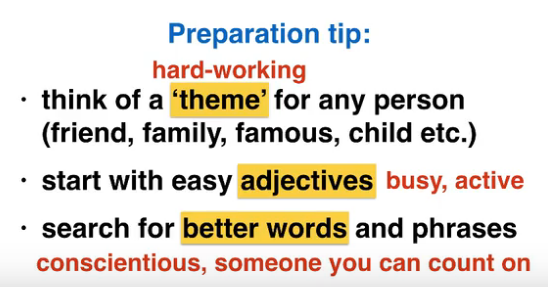 Preparation tip:
hard-working
· think of a ‘theme’ for any person
(friend, family, famous, child etc.)
· start with easy adjectives busy, active
· search for better words and phrases
conscientious, someone you can count on